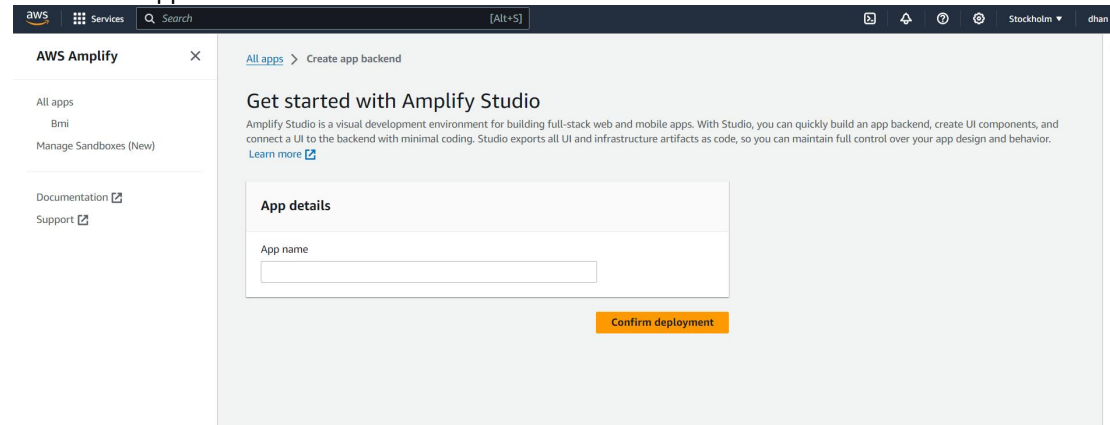 aws
Services
Search
[Alt+S]
Stockholm ▼
dhan
AWS Amplify
All apps
Bmi
Manage Sandboxes (New)
Documentation
Support
All apps > Create app backend
Get started with Amplify Studio
Amplify Studio is a visual development environment for building full-stack web and mobile apps. With Studio, you can quickly build an app backend, create UI components, and
connect a UI to the backend with minimal coding. Studio exports all UI and infrastructure artifacts as code, so you can maintain full control over your app design and behavior.
Learn more
App details
App name
Confirm deployment